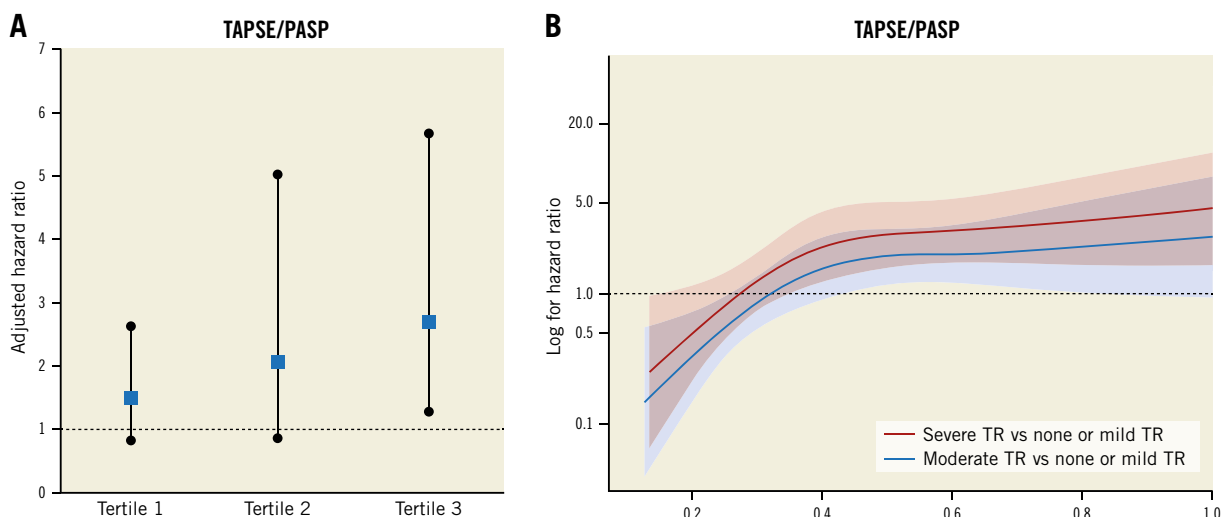 A
TAPSE/PASP
Adjusted hazard ratio
7
6
5
4
3
2
1
0
Tertile 1
Tertile 2
Tertile 3
B
TAPSE/PASP
Log for hazard ratio
20.0
5.0
1.0
0.5
0.1
Severe TR vs none or mild TR
Moderate TR vs none or mild TR
0.2
0.4
0.6
0.8
1.0